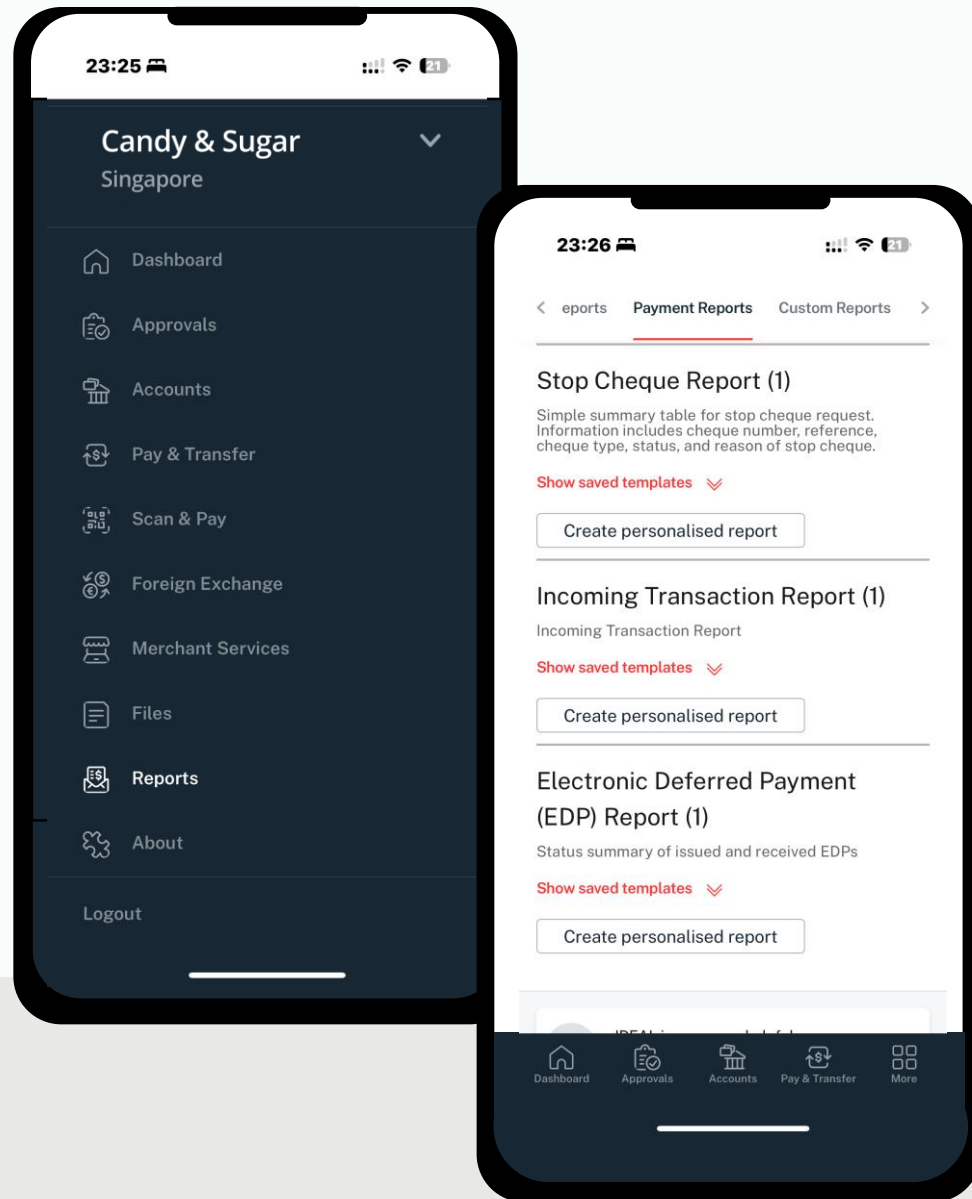 23:25
21
Candy & Sugar
Singapore
Dashboard
Approvals
Accounts
Pay & Transfer
Scan & Pay
Foreign Exchange
Merchant Services
Files
Reports
About
Logout
23:26
21
eports Payment Reports Custom Reports
Stop Cheque Report (1)
Simple summary table for stop cheque request.
Information includes cheque number, reference,
cheque type, status, and reason of stop cheque.
Show saved templates
Create personalised report
Incoming Transaction Report (1)
Incoming Transaction Report
Show saved templates
Create personalised report
Electronic Deferred Payment
(EDP) Report (1)
Status summary of issued and received EDPs
Show saved templates
Create personalised report
Dashboard Approvals Accounts Pay & Transfer More